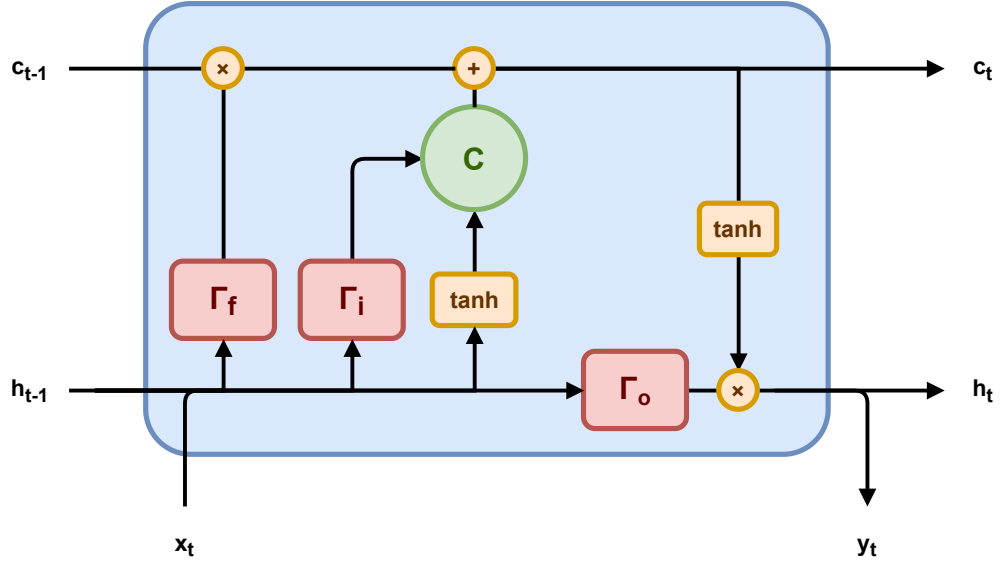 c_{t-1}
×
+
c_t
C
tanh
Γ_f
Γ_i
tanh
h_{t-1}
Γ_o
×
h_t
x_t
y_t